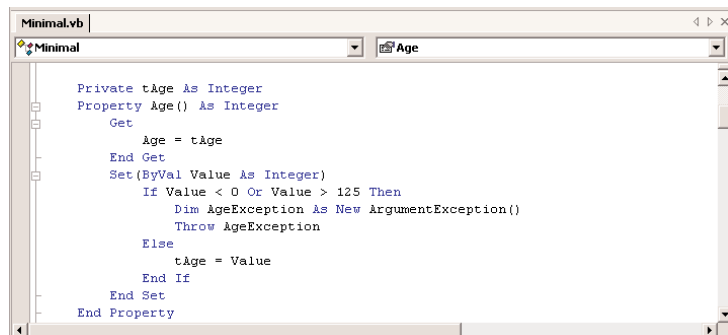 Minimal.vb
Minimal Age
Private tAge As Integer
Property Age() As Integer
Get
Age = tAge
End Get
Set(ByVal Value As Integer)
If Value < 0 Or Value > 125 Then
Dim AgeException As New ArgumentException()
Throw AgeException
Else
tAge = Value
End If
End Set
End Property